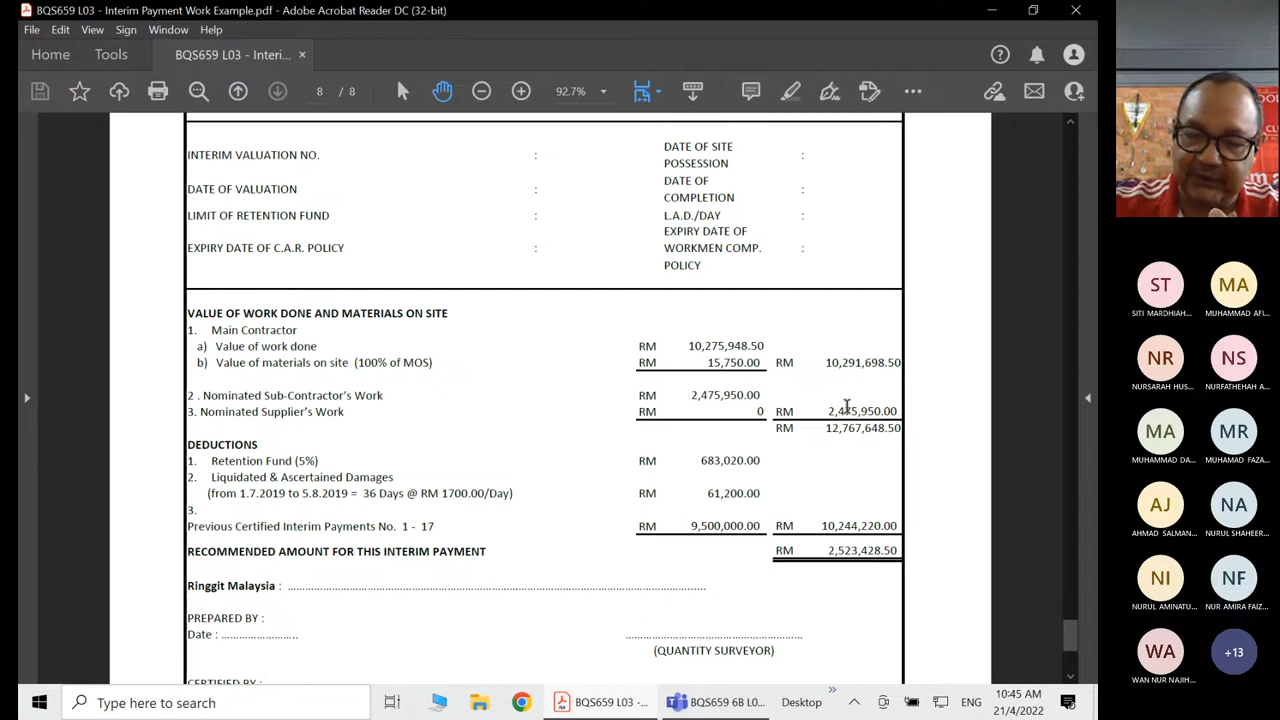 BQS659 L03 - Interim Payment Work Example.pdf - Adobe Acrobat Reader DC (32-bit)
File Edit View Sign Window Help
Home Tools BQS659 L03 - Interi... ×
8 / 8 92.7%
INTERIM VALUATION NO. : DATE OF SITE POSSESSION :
DATE OF VALUATION : DATE OF COMPLETION :
LIMIT OF RETENTION FUND : L.A.D./DAY :
EXPIRY DATE OF C.A.R. POLICY : EXPIRY DATE OF WORKMEN COMP. POLICY :
VALUE OF WORK DONE AND MATERIALS ON SITE
1. Main Contractor
a) Value of work done RM 10,275,948.50
b) Value of materials on site (100% of MOS) RM 15,750.00 RM 10,291,698.50
2 . Nominated Sub-Contractor's Work RM 2,475,950.00
3. Nominated Supplier's Work RM 0 RM 2,475,950.00
RM 12,767,648.50
DEDUCTIONS
1. Retention Fund (5%) RM 683,020.00
2. Liquidated & Ascertained Damages
(from 1.7.2019 to 5.8.2019 = 36 Days @ RM 1700.00/Day) RM 61,200.00
3.
Previous Certified Interim Payments No. 1 - 17 RM 9,500,000.00 RM 10,244,220.00
RECOMMENDED AMOUNT FOR THIS INTERIM PAYMENT RM 2,523,428.50
Ringgit Malaysia : ....................................................................
PREPARED BY :
Date : ........................
(QUANTITY SURVEYOR)
CERTIFIED BY :
ST MA
SITI MARDHIAH... MUHAMMAD AFI...
NR NS
NURSARAH HUS... NURFATHEHAH A...
MA MR
MUHAMMAD DA... MUHAMAD FAZA...
AJ NA
AHMAD SALMAN... NURUL SHAHEER...
NI NF
NURUL AMINATU... NUR AMIRA FAIZ...
WA +13
WAN NUR NAJIH...
Type here to search
BQS659 L03 -... BQS659 6B L0... Desktop
ENG
10:45 AM
21/4/2022